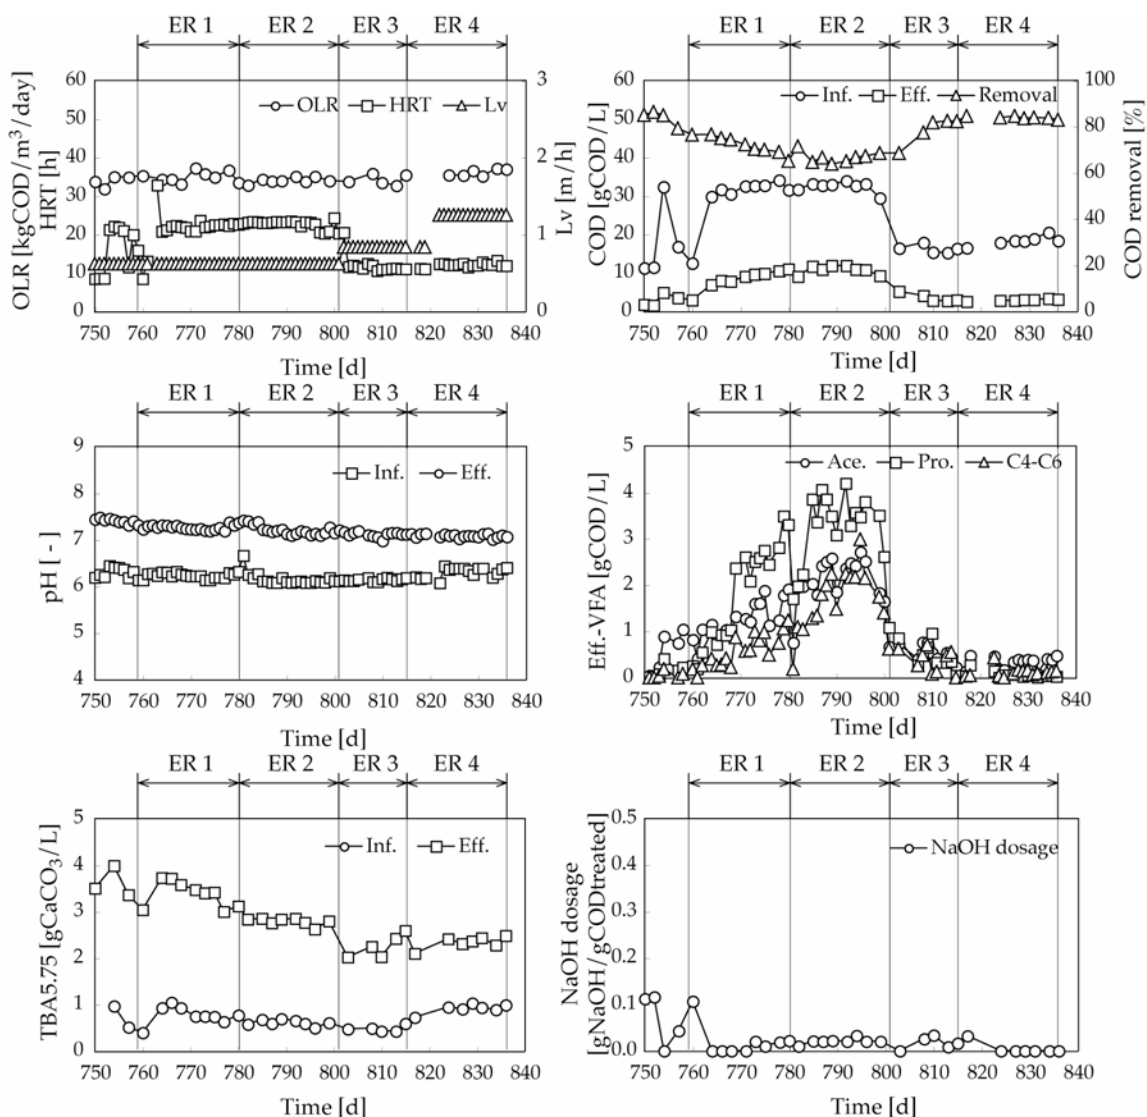 ER 1 ER 2 ER 3 ER 4
OLR [kgCOD/m³/day]
HRT [h]
60
50
40
30
20
10
0
OLR HRT Lv
3
2
1
0
Lv [m/h]
750 760 770 780 790 800 810 820 830 840
Time [d]
ER 1 ER 2 ER 3 ER 4
COD [gCOD/L]
60
50
40
30
20
10
0
Inf. Eff. Removal
100
80
60
40
20
0
COD removal [%]
750 760 770 780 790 800 810 820 830 840
Time [d]
ER 1 ER 2 ER 3 ER 4
pH [ - ]
9
8
7
6
5
4
Inf. Eff.
750 760 770 780 790 800 810 820 830 840
Time [d]
ER 1 ER 2 ER 3 ER 4
Eff.-VFA [gCOD/L]
5
4
3
2
1
0
Ace. Pro. C4-C6
750 760 770 780 790 800 810 820 830 840
Time [d]
ER 1 ER 2 ER 3 ER 4
TBA5.75 [gCaCO₃/L]
5
4
3
2
1
0
Inf. Eff.
750 760 770 780 790 800 810 820 830 840
Time [d]
ER 1 ER 2 ER 3 ER 4
NaOH dosage
[gNaOH/gCODtreated]
0.5
0.4
0.3
0.2
0.1
0.0
NaOH dosage
750 760 770 780 790 800 810 820 830 840
Time [d]